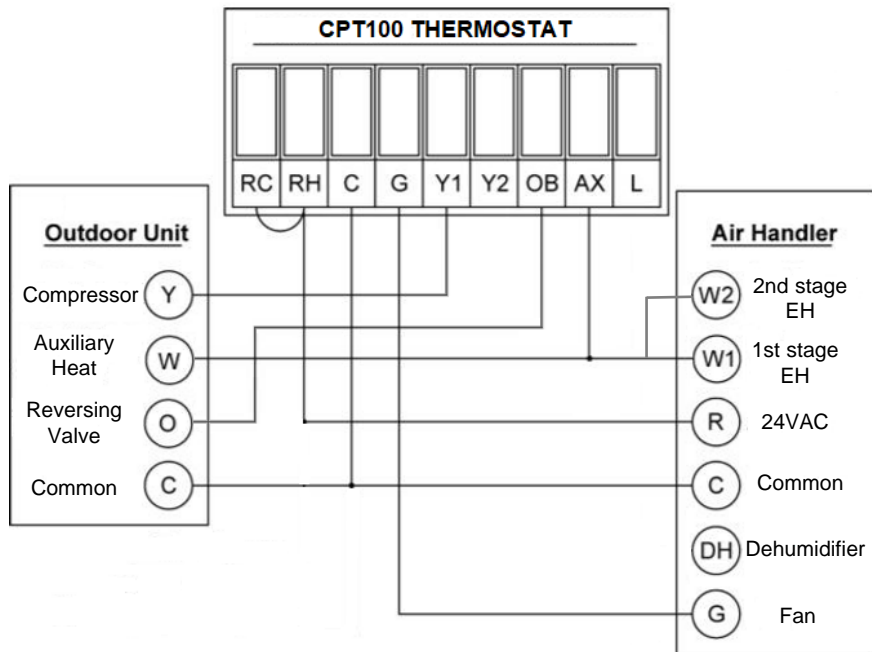 CPT100 THERMOSTAT
RC RH C G Y1 Y2 OB AX L
Outdoor Unit
Compressor Y
Auxiliary
Heat
W
Reversing
Valve
O
Common C
Air Handler
W2 2nd stage
EH
W1 1st stage
EH
R 24VAC
C Common
DH Dehumidifier
G Fan